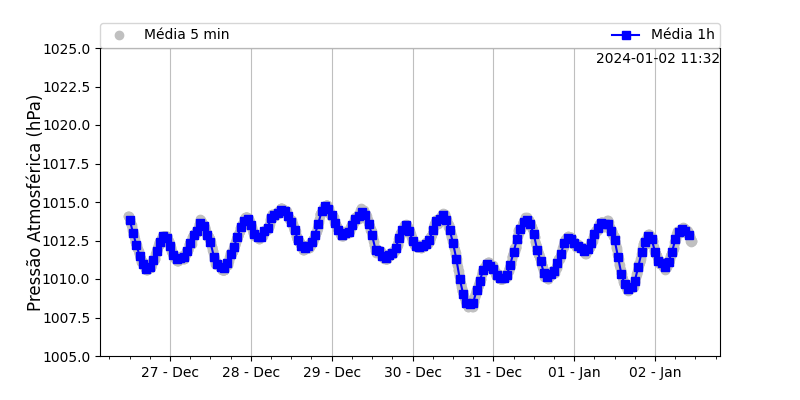 Média 5 min
Média 1h
2024-01-02 11:32
Pressão Atmosférica (hPa)
1025.0
1022.5
1020.0
1017.5
1015.0
1012.5
1010.0
1007.5
1005.0
27 - Dec
28 - Dec
29 - Dec
30 - Dec
31 - Dec
01 - Jan
02 - Jan